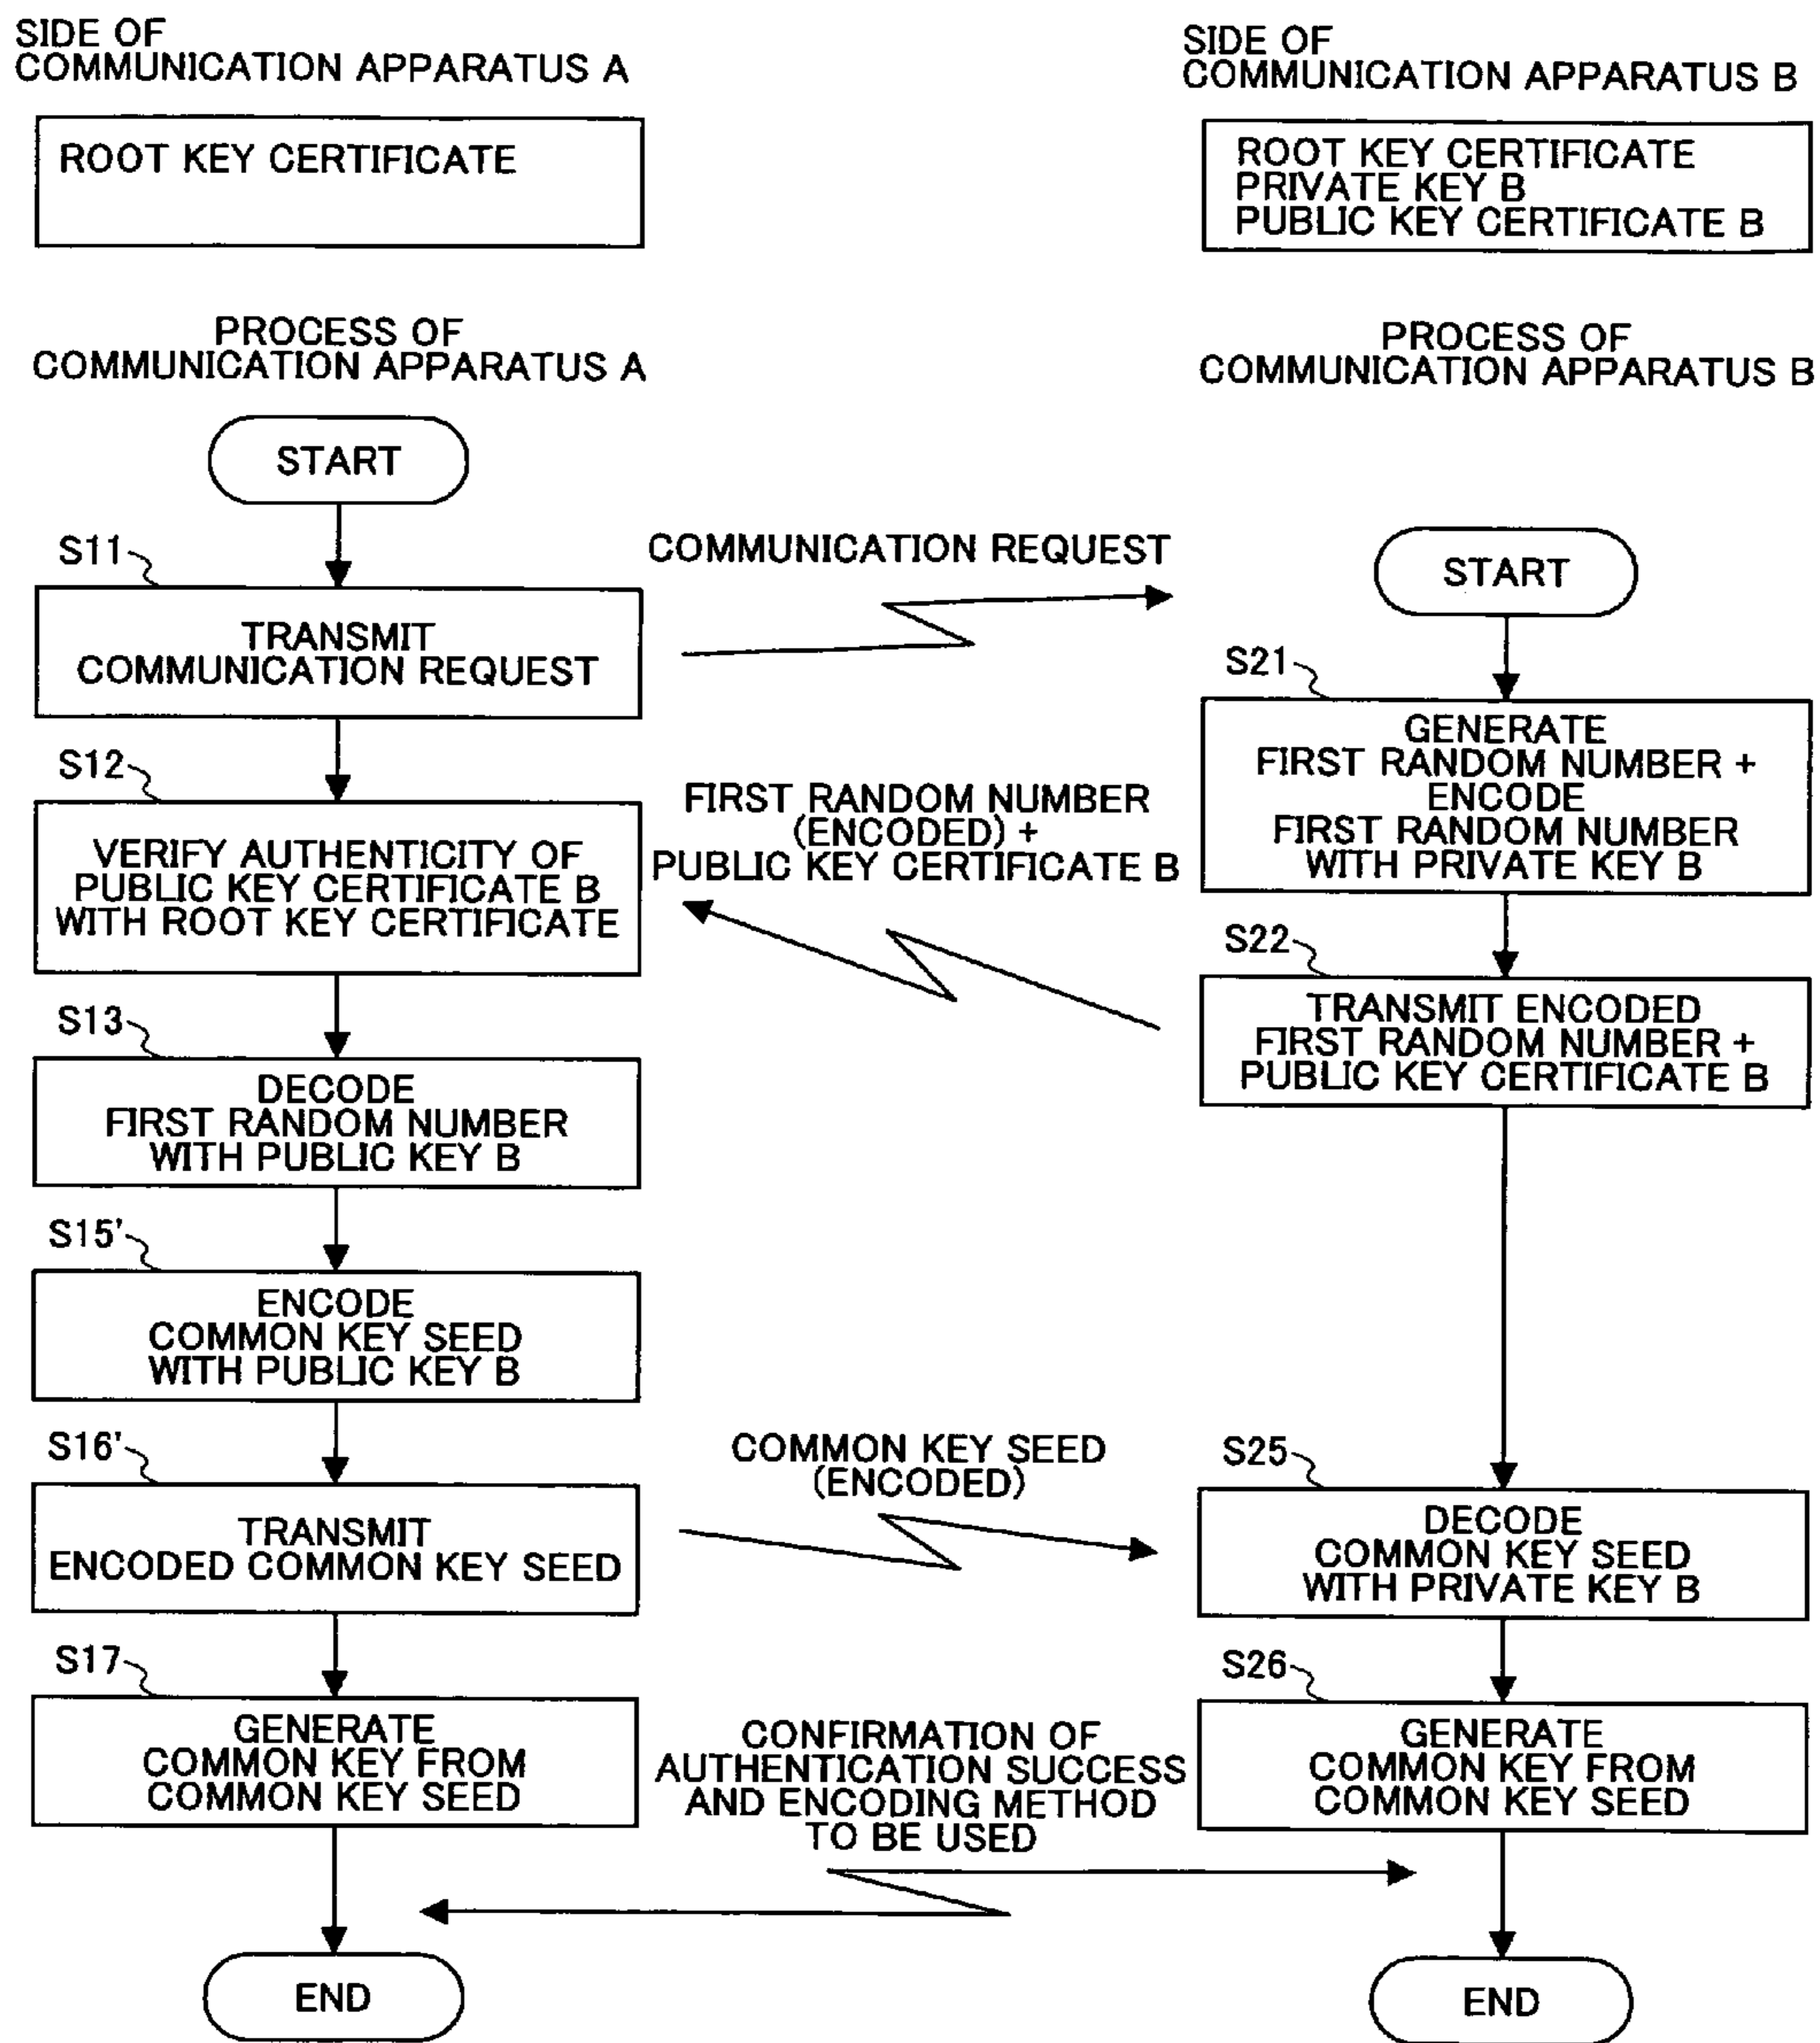 SIDE OF
COMMUNICATION APPARATUS A
ROOT KEY CERTIFICATE
SIDE OF
COMMUNICATION APPARATUS B
ROOT KEY CERTIFICATE
PRIVATE KEY B
PUBLIC KEY CERTIFICATE B
PROCESS OF
COMMUNICATION APPARATUS A
PROCESS OF
COMMUNICATION APPARATUS B
START
S11
TRANSMIT
COMMUNICATION REQUEST
COMMUNICATION REQUEST
START
S21
GENERATE
FIRST RANDOM NUMBER +
ENCODE
FIRST RANDOM NUMBER
WITH PRIVATE KEY B
S12
VERIFY AUTHENTICITY OF
PUBLIC KEY CERTIFICATE B
WITH ROOT KEY CERTIFICATE
FIRST RANDOM NUMBER
(ENCODED) +
PUBLIC KEY CERTIFICATE B
S22
TRANSMIT ENCODED
FIRST RANDOM NUMBER +
PUBLIC KEY CERTIFICATE B
S13
DECODE
FIRST RANDOM NUMBER
WITH PUBLIC KEY B
S15'
ENCODE
COMMON KEY SEED
WITH PUBLIC KEY B
S16'
TRANSMIT
ENCODED COMMON KEY SEED
COMMON KEY SEED
(ENCODED)
S25
DECODE
COMMON KEY SEED
WITH PRIVATE KEY B
S17
GENERATE
COMMON KEY FROM
COMMON KEY SEED
CONFIRMATION OF
AUTHENTICATION SUCCESS
AND ENCODING METHOD
TO BE USED
S26
GENERATE
COMMON KEY FROM
COMMON KEY SEED
END
END